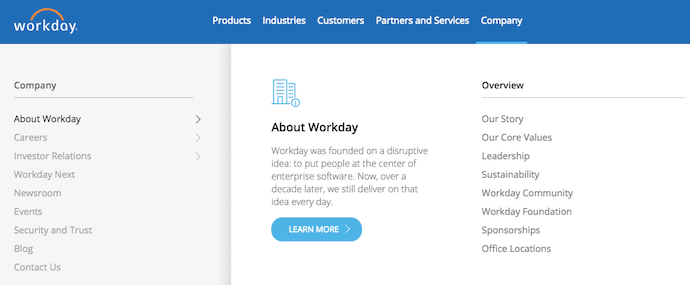 workday.
Products Industries Customers Partners and Services Company
Company
About Workday
Careers
Investor Relations
Workday Next
Newsroom
Events
Security and Trust
Blog
Contact Us
About Workday
Workday was founded on a disruptive
idea: to put people at the center of
enterprise software. Now, over a
decade later, we still deliver on that
idea every day.
LEARN MORE
Overview
Our Story
Our Core Values
Leadership
Sustainability
Workday Community
Workday Foundation
Sponsorships
Office Locations